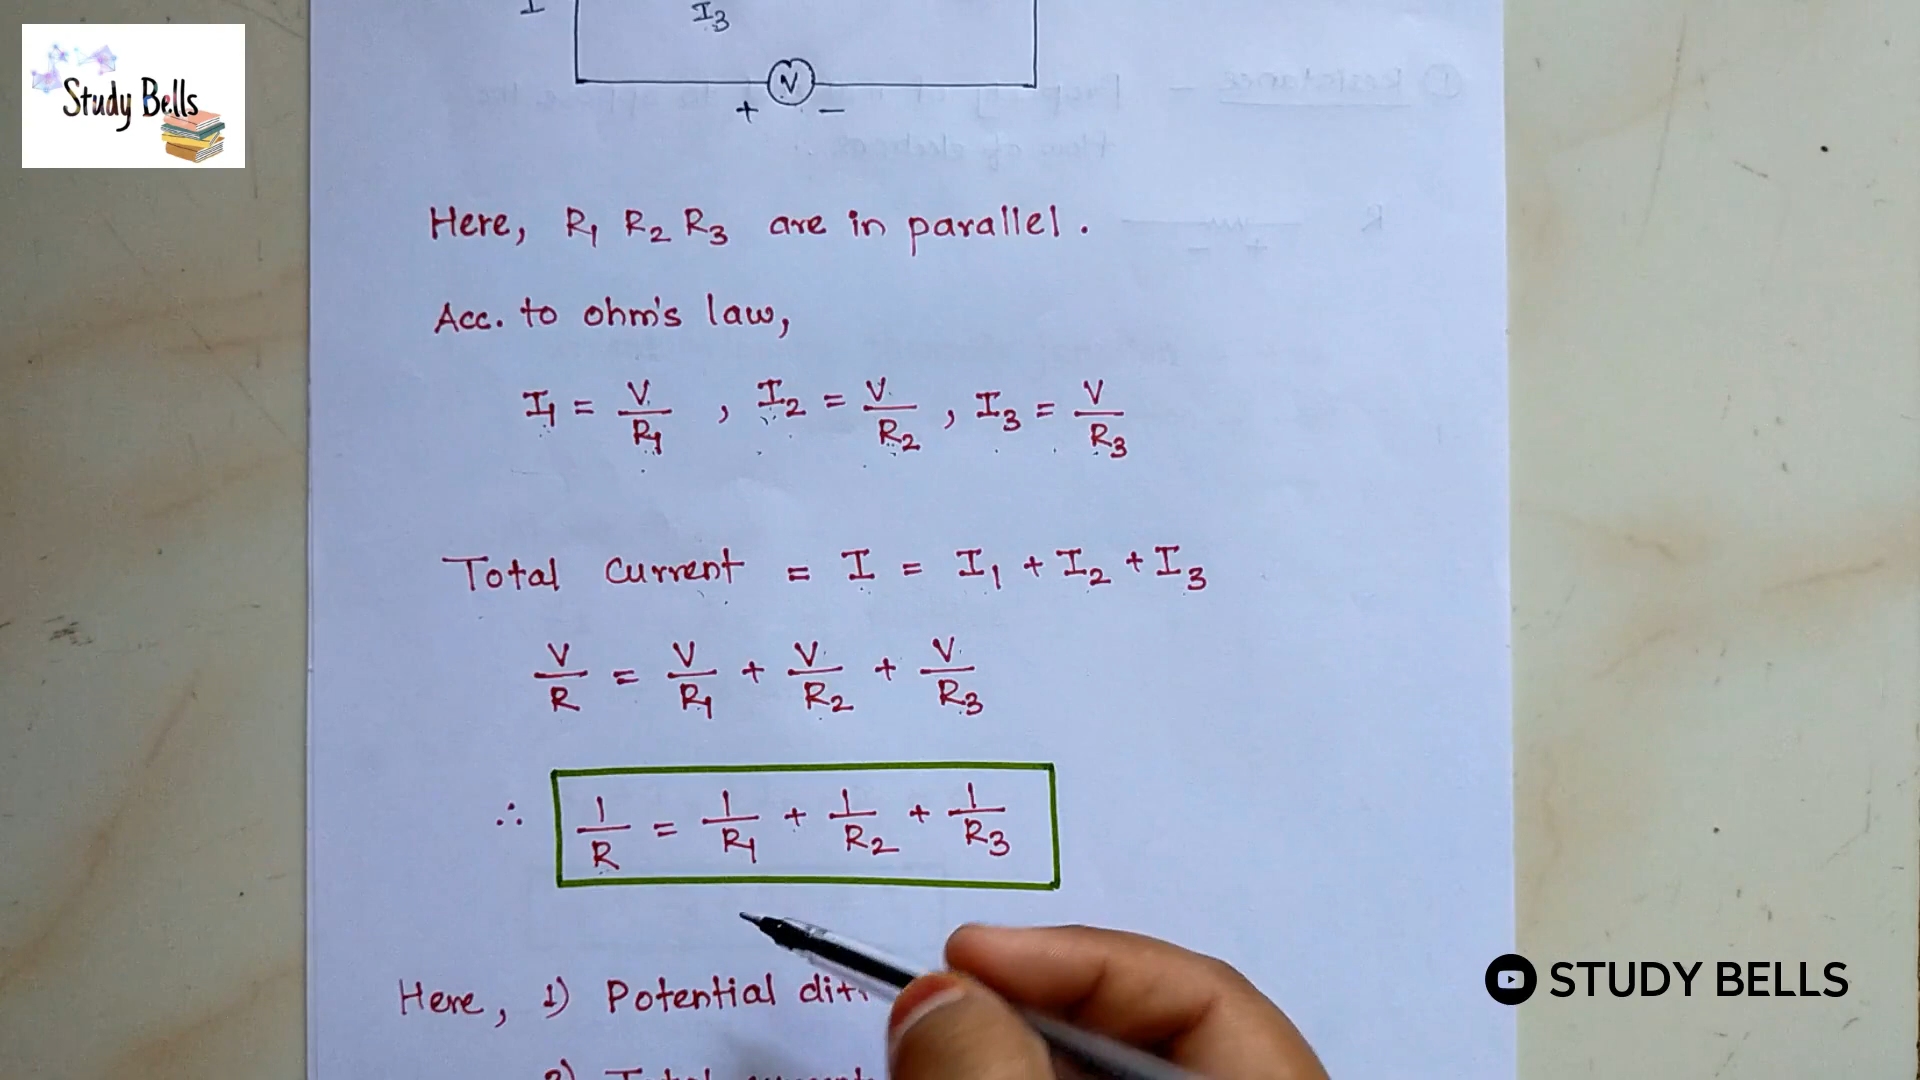 I
I3
V
+ −
Study Bells
Here, R1 R2 R3 are in parallel.
Acc. to ohm's law,
I1 = V/R1 , I2 = V/R2 , I3 = V/R3
Total current = I = I1 + I2 + I3
V/R = V/R1 + V/R2 + V/R3
∴ 1/R = 1/R1 + 1/R2 + 1/R3
Here, 1) Potential
2) Total
STUDY BELLS